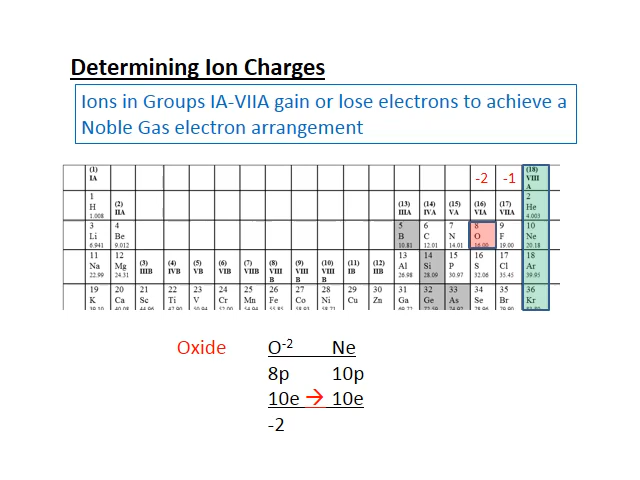 Determining Ion Charges
Ions in Groups IA-VIIA gain or lose electrons to achieve a
Noble Gas electron arrangement
(1) -2 -1 (18)
IA VIII
A
1 (2) (13) (14) (15) (16) (17) 2
H IIA IIIA IVA VA VIA VIIA He
1.008 4.003
3 4 5 6 7 8 9 10
Li Be B C N O F Ne
6.941 9.012 10.81 12.01 14.01 16.00 19.00 20.18
11 12 (3) (4) (5) (6) (7) (8) (9) (10) (11) (12) 13 14 15 16 17 18
Na Mg IIIB IVB VB VIB VIIB VIII VIII VIII IB IIB Al Si P S Cl Ar
22.99 24.31 B B B 26.98 28.09 30.97 32.06 35.45 39.95
19 20 21 22 23 24 25 26 27 28 29 30 31 32 33 34 35 36
K Ca Sc Ti V Cr Mn Fe Co Ni Cu Zn Ga Ge As Se Br Kr
Oxide O-2 Ne
8p 10p
10e → 10e
-2